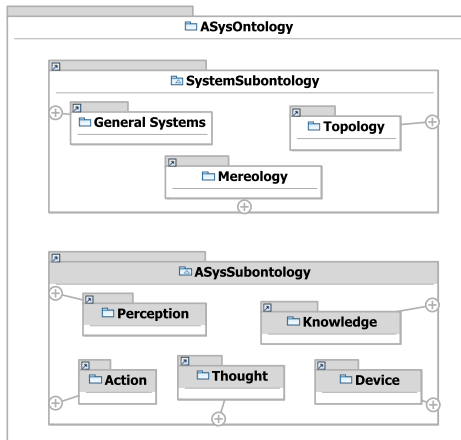 ASysOntology
SystemSubontology
General Systems
Topology
Mereology
ASysSubontology
Perception
Knowledge
Action
Thought
Device